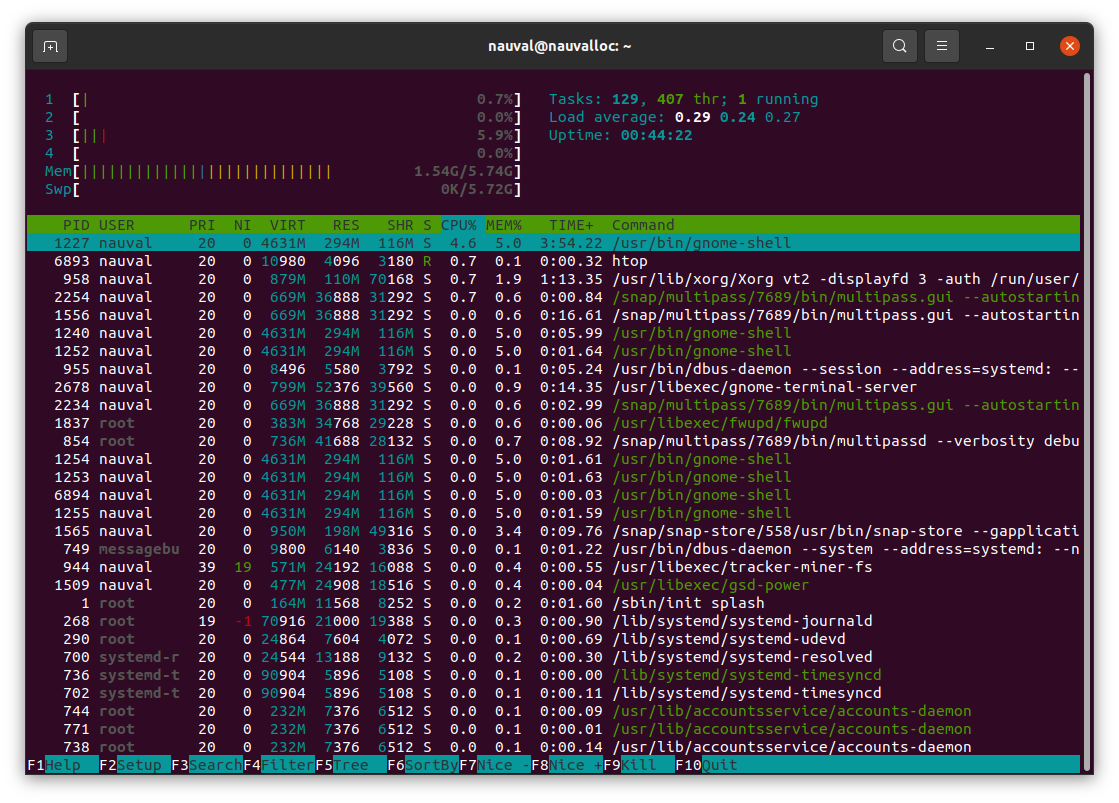 nauval@nauvalloc: ~
1 [| 0.7%] Tasks: 129, 407 thr; 1 running
2 [ 0.0%] Load average: 0.29 0.24 0.27
3 [||| 5.9%] Uptime: 00:44:22
4 [ 0.0%]
Mem[|||||||||||||||||||||||||||| 1.54G/5.74G]
Swp[ 0K/5.72G]
PID USER PRI NI VIRT RES SHR S CPU% MEM% TIME+ Command
1227 nauval 20 0 4631M 294M 116M S 4.6 5.0 3:54.22 /usr/bin/gnome-shell
6893 nauval 20 0 10980 4096 3180 R 0.7 0.1 0:00.32 htop
958 nauval 20 0 879M 110M 70168 S 0.7 1.9 1:13.35 /usr/lib/xorg/Xorg vt2 -displayfd 3 -auth /run/user/
2254 nauval 20 0 669M 36888 31292 S 0.7 0.6 0:00.84 /snap/multipass/7689/bin/multipass.gui --autostartin
1556 nauval 20 0 669M 36888 31292 S 0.7 0.6 0:16.61 /snap/multipass/7689/bin/multipass.gui --autostartin
1240 nauval 20 0 4631M 294M 116M S 0.0 5.0 0:05.99 /usr/bin/gnome-shell
1252 nauval 20 0 4631M 294M 116M S 0.0 5.0 0:01.64 /usr/bin/gnome-shell
955 nauval 20 0 8496 5580 3792 S 0.0 0.1 0:05.24 /usr/bin/dbus-daemon --session --address=systemd: --
2678 nauval 20 0 799M 52376 39560 S 0.0 0.9 0:14.35 /usr/libexec/gnome-terminal-server
2234 nauval 20 0 669M 36888 31292 S 0.0 0.6 0:02.99 /snap/multipass/7689/bin/multipass.gui --autostartin
1837 root 20 0 383M 34768 29228 S 0.0 0.6 0:00.06 /usr/libexec/fwupd/fwupd
854 root 20 0 736M 41688 28132 S 0.0 0.7 0:08.92 /snap/multipass/7689/bin/multipassd --verbosity debu
1254 nauval 20 0 4631M 294M 116M S 0.0 5.0 0:01.61 /usr/bin/gnome-shell
1253 nauval 20 0 4631M 294M 116M S 0.0 5.0 0:01.63 /usr/bin/gnome-shell
6894 nauval 20 0 4631M 294M 116M S 0.0 5.0 0:00.03 /usr/bin/gnome-shell
1255 nauval 20 0 4631M 294M 116M S 0.0 5.0 0:01.59 /usr/bin/gnome-shell
1565 nauval 20 0 950M 198M 49316 S 0.0 3.4 0:09.76 /snap/snap-store/558/usr/bin/snap-store --gapplicati
749 messagebu 20 0 9800 6140 3836 S 0.0 0.1 0:01.22 /usr/bin/dbus-daemon --system --address=systemd: --n
944 nauval 39 19 571M 24192 16088 S 0.0 0.4 0:00.55 /usr/libexec/tracker-miner-fs
1509 nauval 20 0 477M 24908 18516 S 0.0 0.4 0:00.04 /usr/libexec/gsd-power
1 root 20 0 164M 11568 8252 S 0.0 0.2 0:01.60 /sbin/init splash
268 root 19 -1 70916 21000 19388 S 0.0 0.3 0:00.90 /lib/systemd/systemd-journald
290 root 20 0 24864 7604 4072 S 0.0 0.1 0:00.69 /lib/systemd/systemd-udevd
700 systemd-r 20 0 24544 13188 9132 S 0.0 0.2 0:00.30 /lib/systemd/systemd-resolved
736 systemd-t 20 0 90904 5896 5108 S 0.0 0.1 0:00.00 /lib/systemd/systemd-timesyncd
702 systemd-t 20 0 90904 5896 5108 S 0.0 0.1 0:00.11 /lib/systemd/systemd-timesyncd
744 root 20 0 232M 7376 6512 S 0.0 0.1 0:00.09 /usr/lib/accountsservice/accounts-daemon
771 root 20 0 232M 7376 6512 S 0.0 0.1 0:00.01 /usr/lib/accountsservice/accounts-daemon
738 root 20 0 232M 7376 6512 S 0.0 0.1 0:00.14 /usr/lib/accountsservice/accounts-daemon
F1Help F2Setup F3SearchF4FilterF5Tree F6SortByF7Nice -F8Nice +F9Kill F10Quit